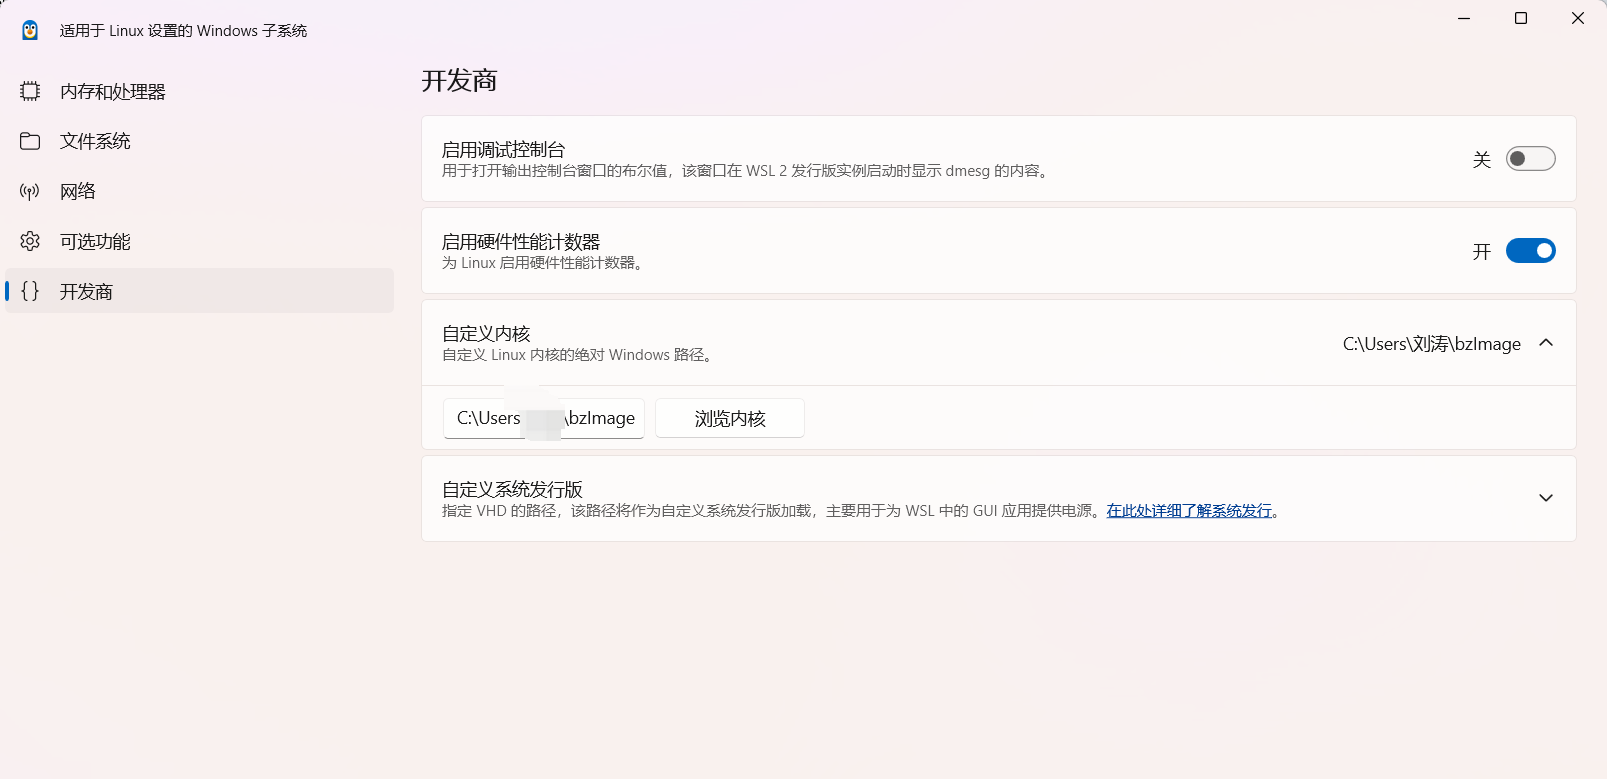 适用于 Linux 设置的 Windows 子系统
内存和处理器
文件系统
网络
可选功能
开发商
开发商
启用调试控制台
用于打开输出控制台窗口的布尔值，该窗口在 WSL 2 发行版实例启动时显示 dmesg 的内容。
关
启用硬件性能计数器
为 Linux 启用硬件性能计数器。
开
自定义内核
自定义 Linux 内核的绝对 Windows 路径。
C:\Users\刘涛\bzImage
C:\Users \bzImage
浏览内核
自定义系统发行版
指定 VHD 的路径，该路径将作为自定义系统发行版加载，主要用于为 WSL 中的 GUI 应用提供电源。在此处详细了解系统发行。